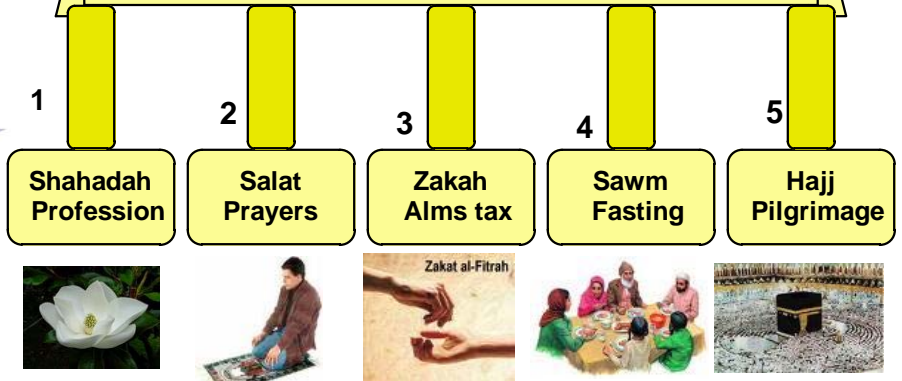 1
2
3
4
5
Shahadah
Profession
Salat
Prayers
Zakah
Alms tax
Sawm
Fasting
Hajj
Pilgrimage
Zakat al-Fitrah